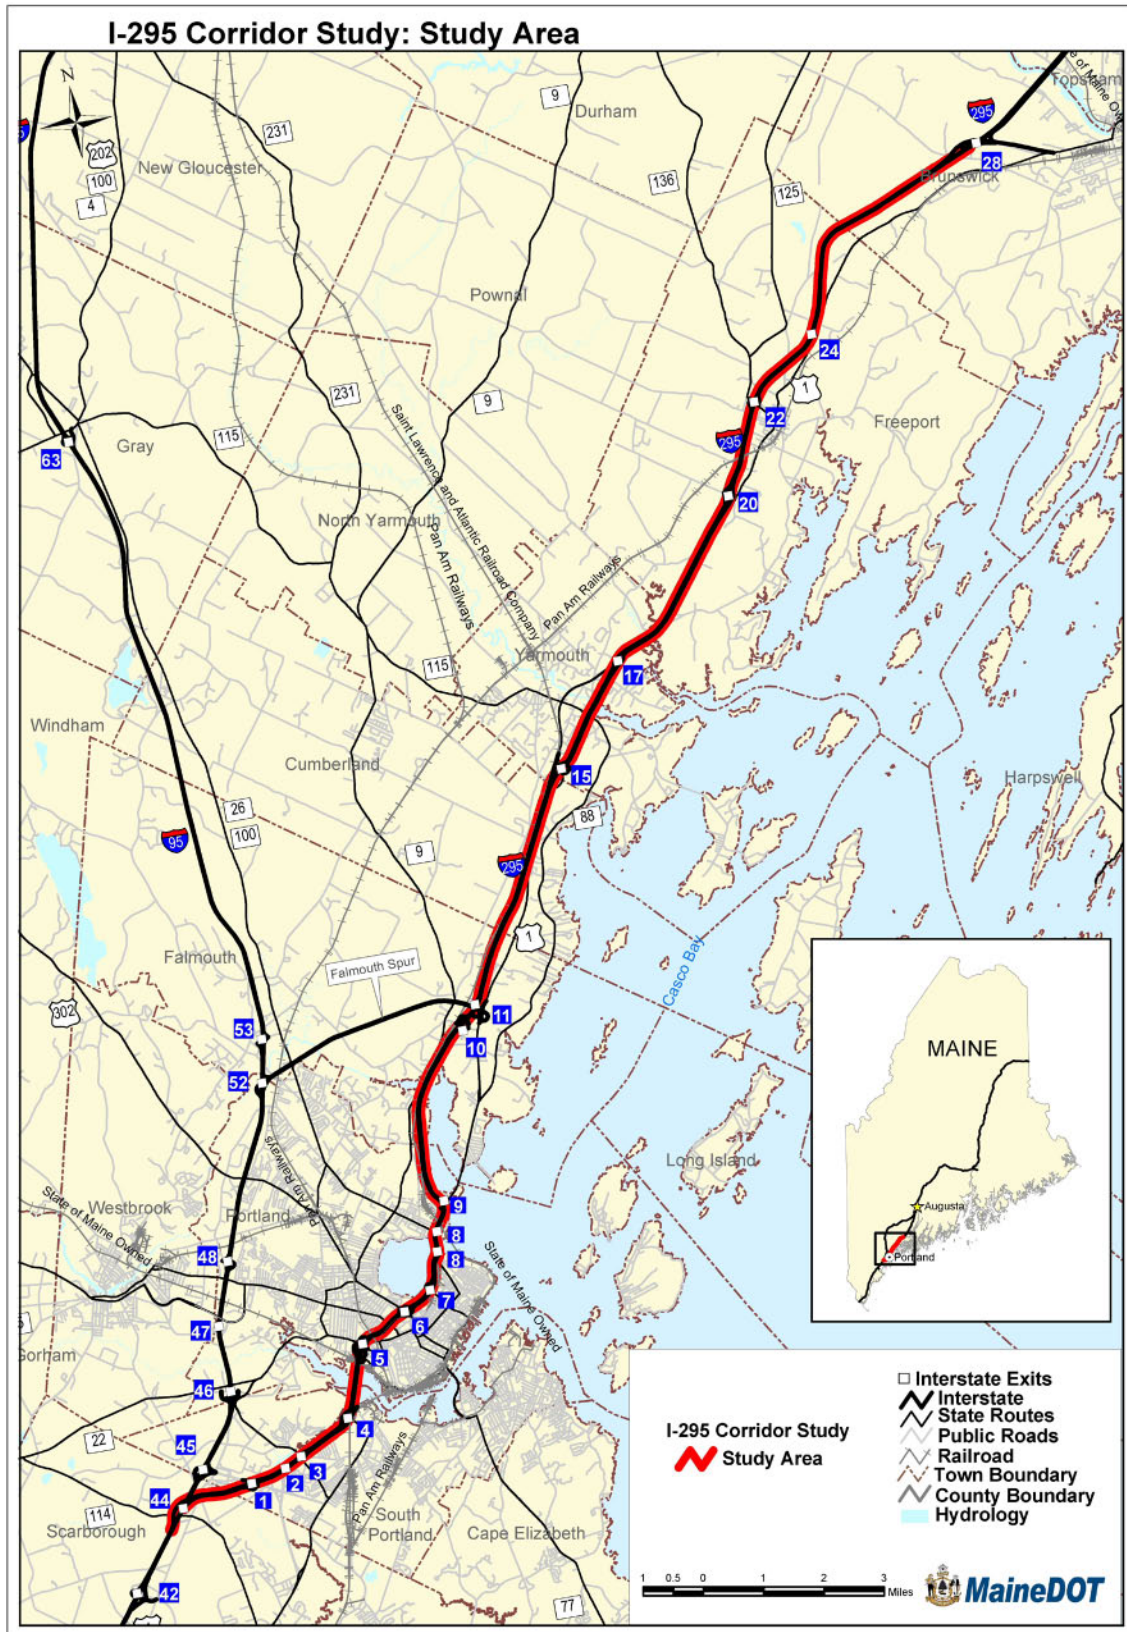 I-295 Corridor Study: Study Area
N
202
100
4
231
New Gloucester
9
Durham
136
125
295
Topsham
28
Brunswick
Pownal
24
1
22
Freeport
295
20
231
9
115
Gray
63
Saint Lawrence and Atlantic Railroad Company
North Yarmouth
Pan Am Railways
Pan Am Railways
Yarmouth
115
17
Windham
Cumberland
15
Harpswell
26
100
95
9
88
295
1
Casco Bay
Falmouth
Falmouth Spur
302
53
11
10
52
MAINE
Augusta
Portland
Pan Am Railways
Long Island
Westbrook
State of Maine Owned
Portland
9
8
8
State of Maine Owned
48
7
6
47
5
Gorham
46
4
22
45
3
2
1
Pan Am Railways
44
114
Scarborough
South
Portland
Cape Elizabeth
42
77
I-295 Corridor Study
Study Area
Interstate Exits
Interstate
State Routes
Public Roads
Railroad
Town Boundary
County Boundary
Hydrology
1 0.5 0 1 2 3
Miles
MaineDOT